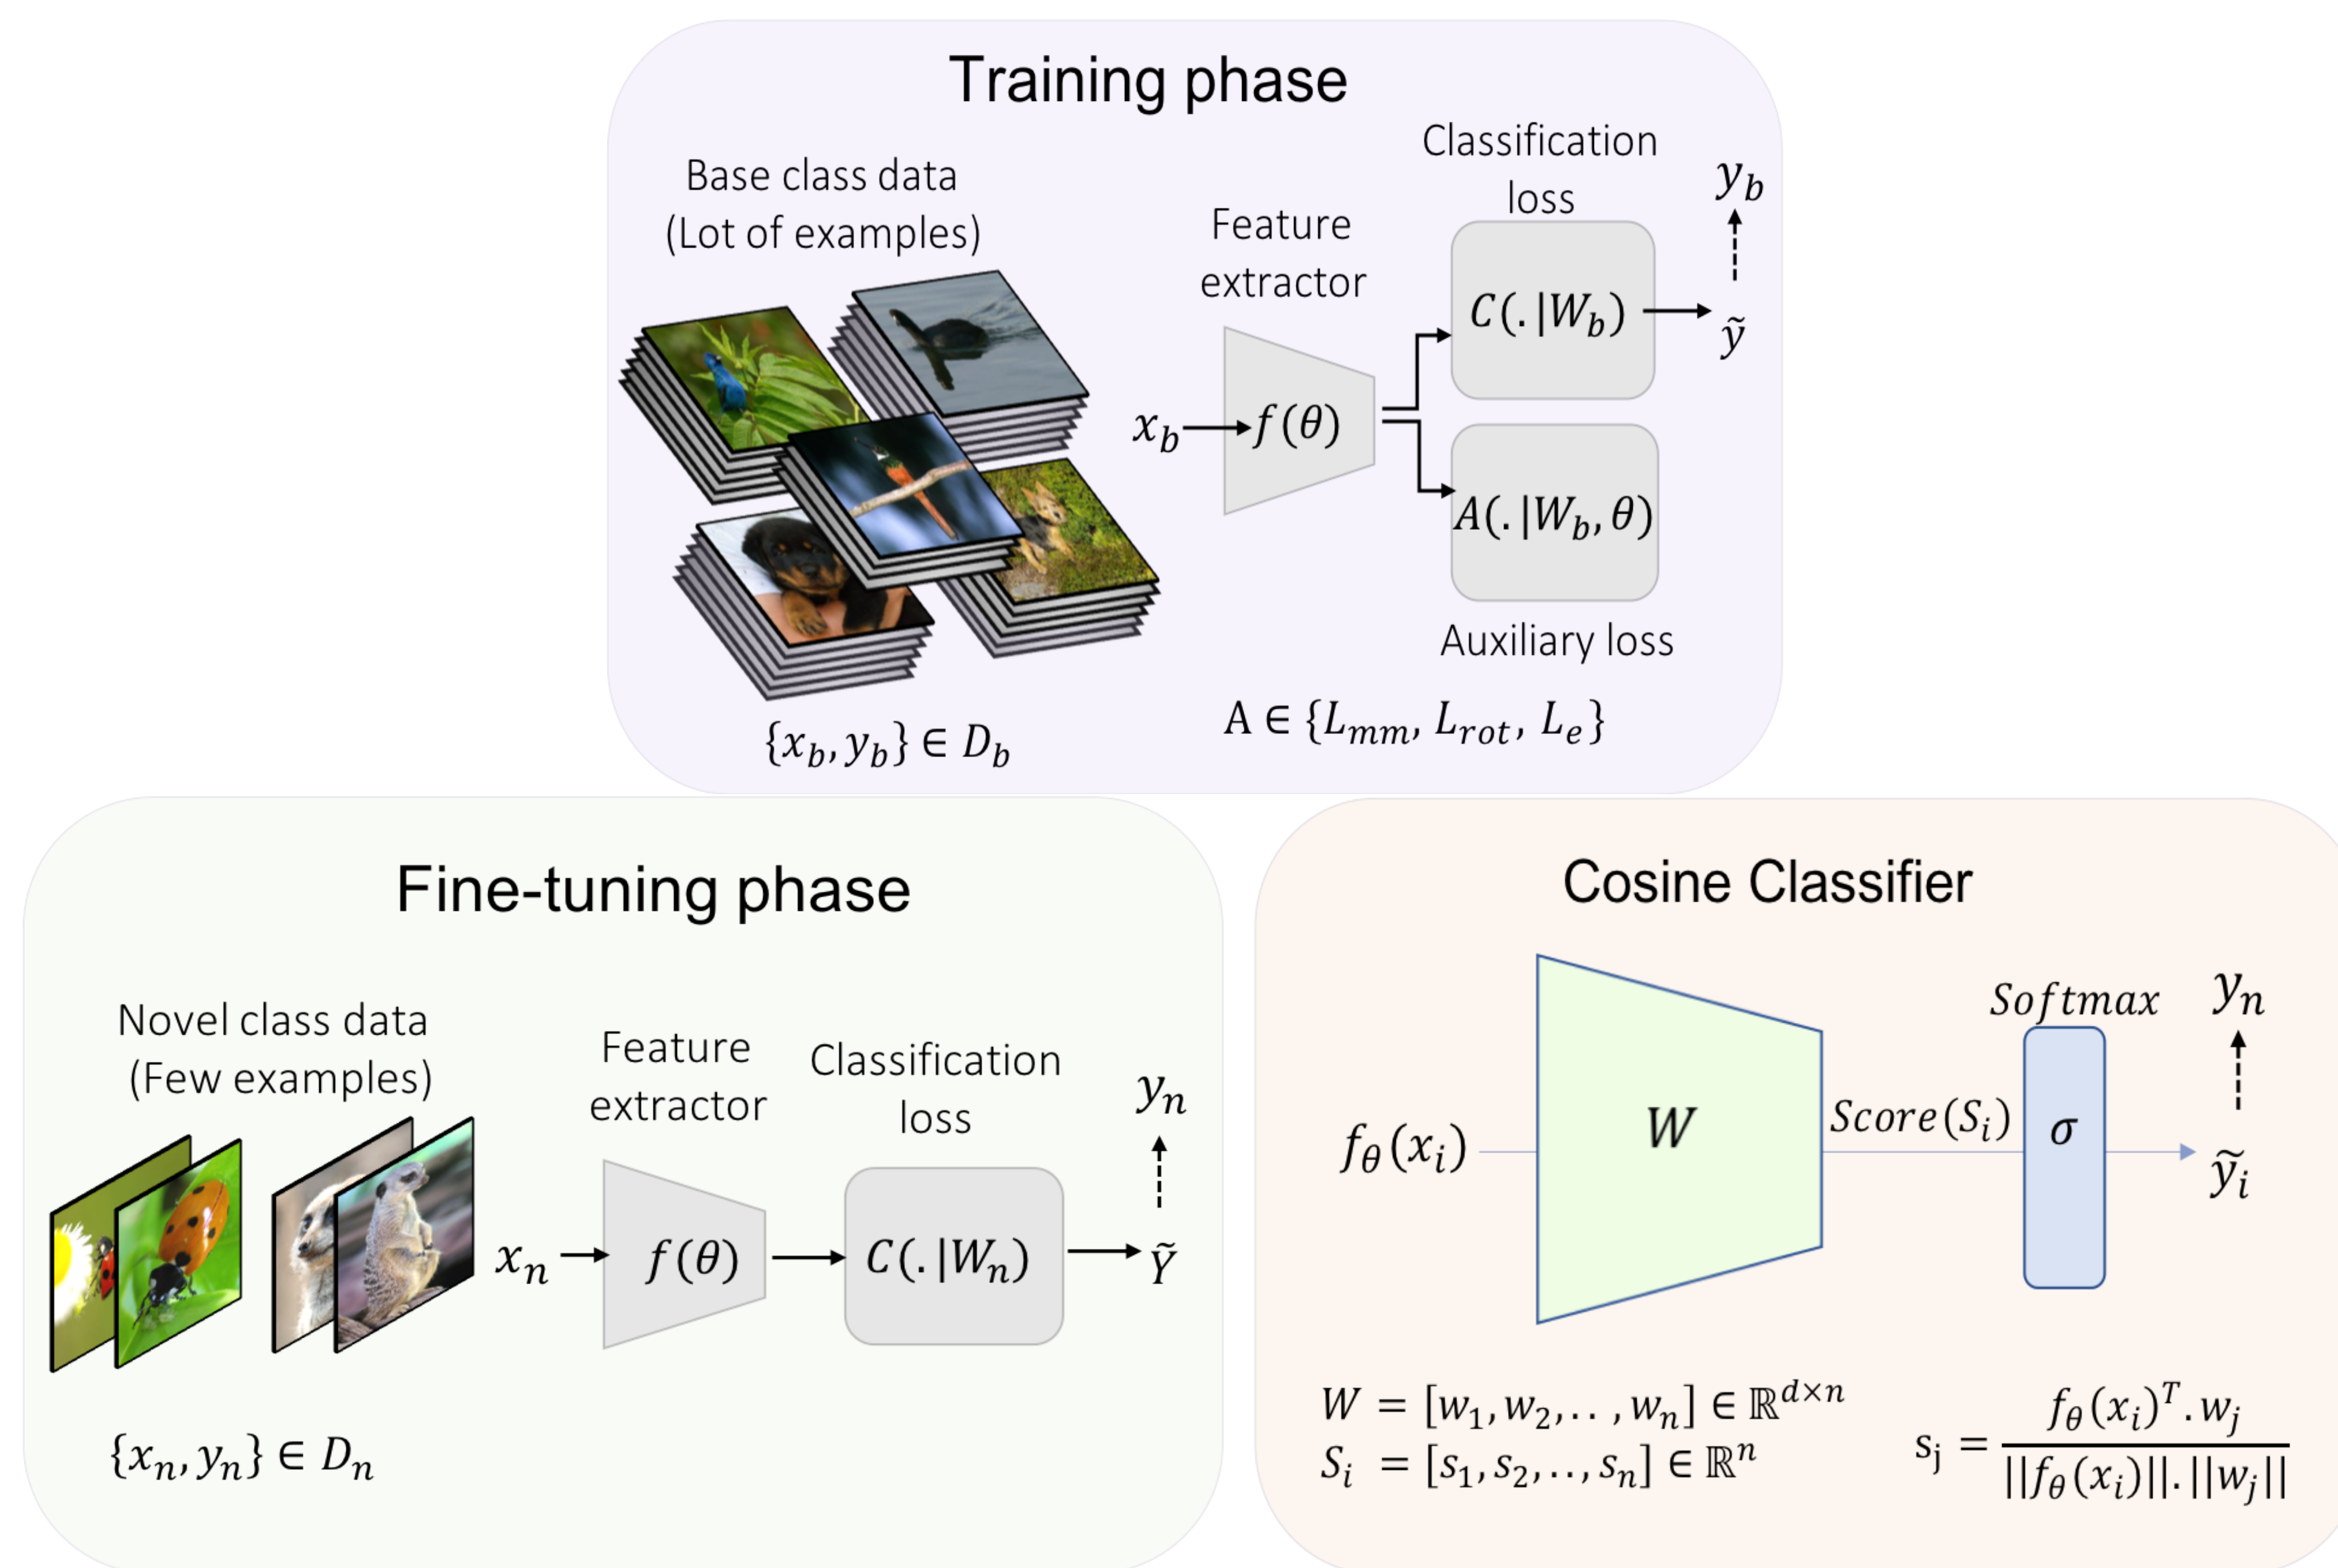 Training phase
Base class data
(Lot of examples)
Feature
extractor
Classification
loss
y_b
x_b
f(θ)
C(.|W_b)
ỹ
A(.|W_b, θ)
Auxiliary loss
{x_b, y_b} ∈ D_b
A ∈ {L_mm, L_rot, L_e}
Fine-tuning phase
Novel class data
(Few examples)
Feature
extractor
Classification
loss
y_n
x_n
f(θ)
C(.|W_n)
Ỹ
{x_n, y_n} ∈ D_n
Cosine Classifier
f_θ(x_i)
W
Score(S_i)
Softmax
σ
y_n
ỹ_i
W = [w_1, w_2, . . , w_n] ∈ ℝ^{d×n}
S_i = [s_1, s_2, . . , s_n] ∈ ℝ^n
s_j = f_θ(x_i)^T . w_j / ||f_θ(x_i)||. ||w_j||